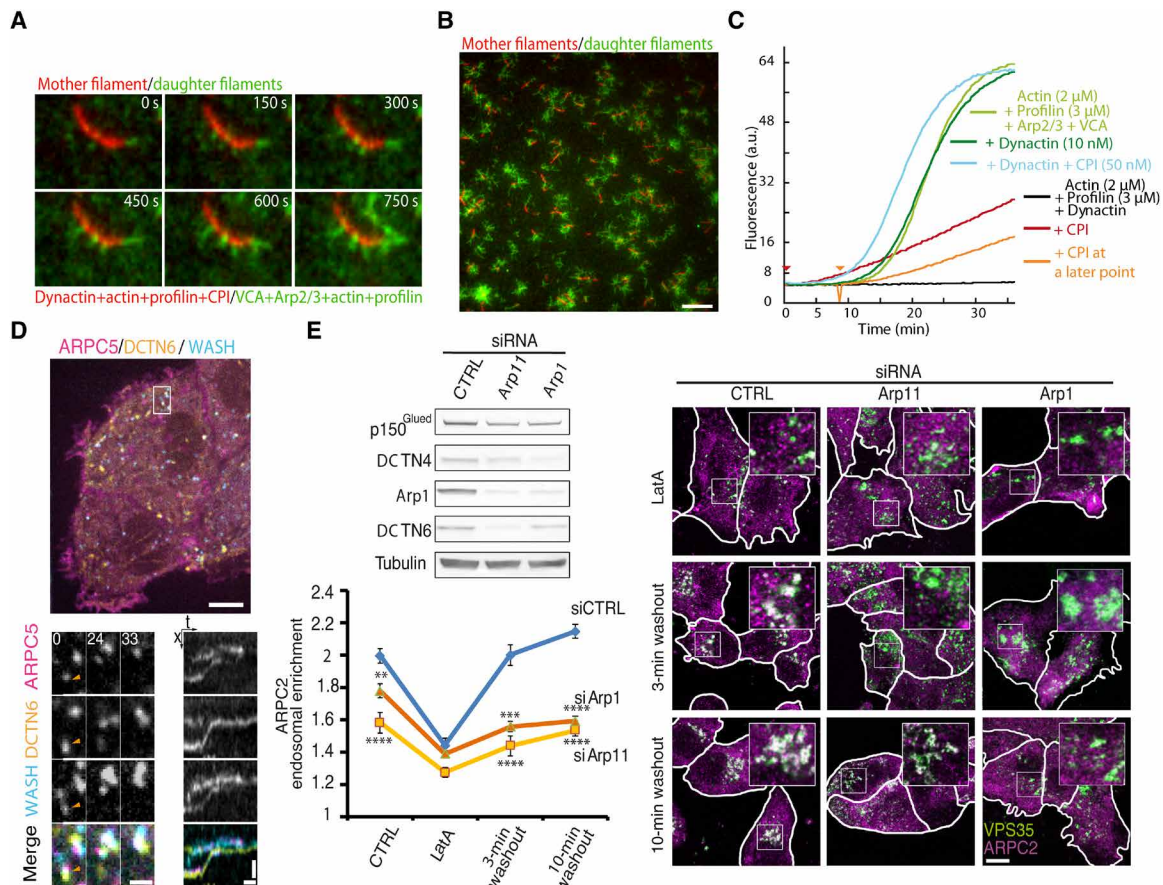 A
Mother filament/daughter filaments
0 s
150 s
300 s
450 s
600 s
750 s
Dynactin+actin+profilin+CPI/VCA+Arp2/3+actin+profilin
B
Mother filaments/daughter filaments
C
Fluorescence (a.u.)
64
48
32
16
8
0
0
5
10
20
30
Time (min)
Actin (2 µM)
+ Profilin (3 µM)
+ Arp2/3 + VCA
+ Dynactin (10 nM)
+ Dynactin + CPI (50 nM)
Actin (2 µM)
+ Profilin (3 µM)
+ Dynactin
+ CPI
+ CPI at
a later point
D
ARPC5/DCTN6/WASH
0
24
33
t
x
ARPC5
DCTN6
WASH
Merge
E
siRNA
CTRL
Arp11
Arp1
p150Glued
DCTN4
Arp1
DCTN6
Tubulin
ARPC2
endosomal enrichment
2.4
2.2
2
1.8
1.6
1.4
1.2
1
siCTRL
siArp1
siArp11
**
****
***
****
****
****
CTRL
LatA
3-min
washout
10-min
washout
siRNA
CTRL
Arp11
Arp1
LatA
3-min washout
10-min washout
VPS35
ARPC2